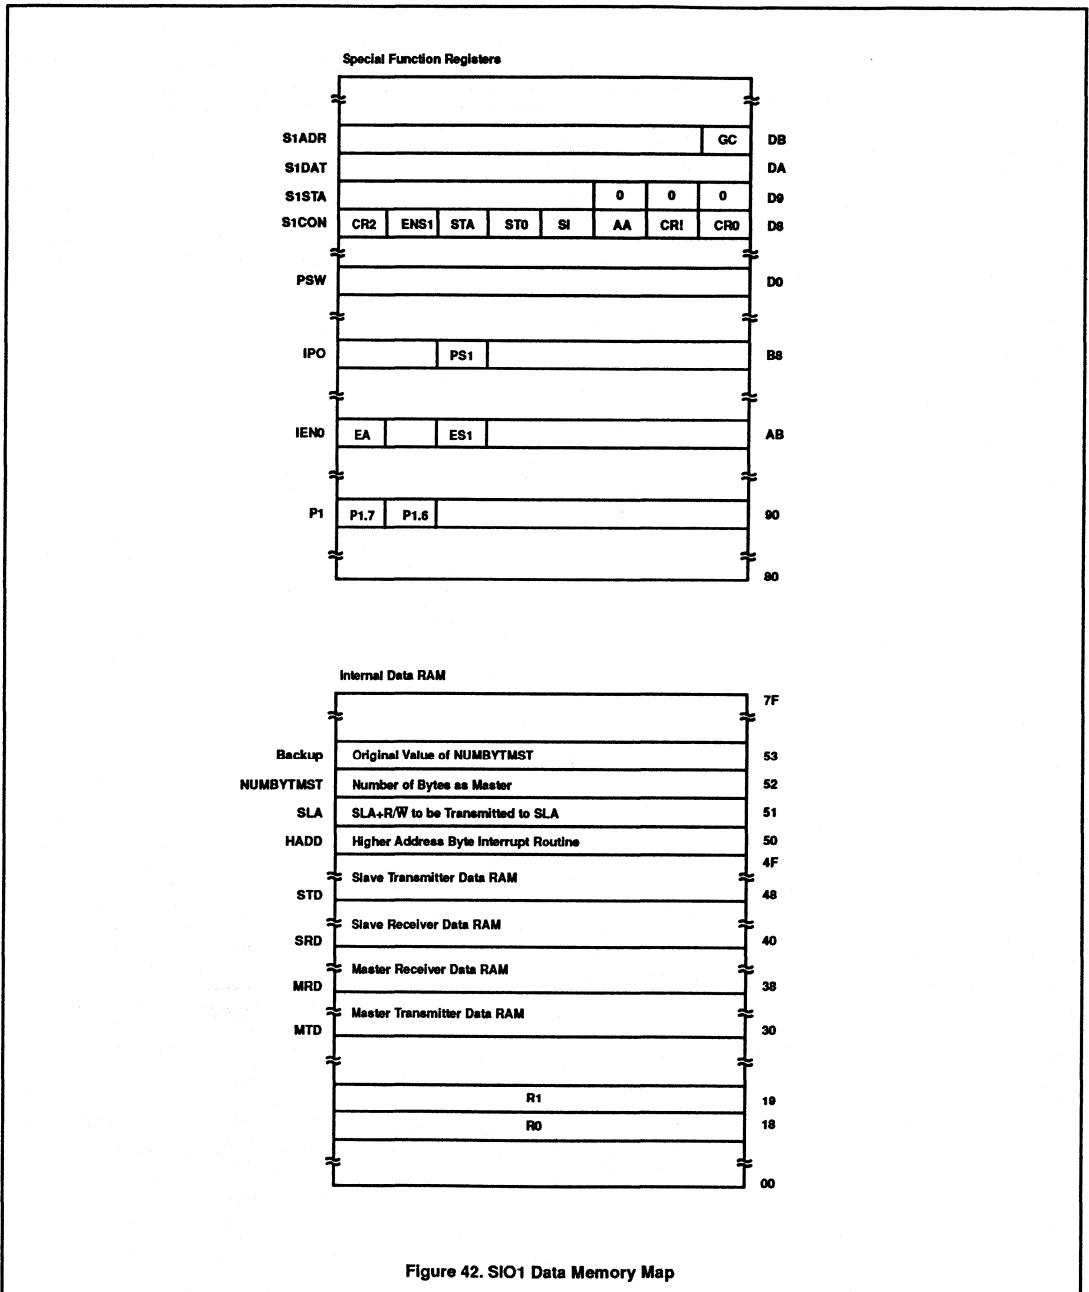 Special Function Registers
S1ADR GC DB
S1DAT DA
S1STA 0 0 0 D9
S1CON CR2 ENS1 STA ST0 SI AA CR! CR0 D8
PSW D0
IPO PS1 B8
IEN0 EA ES1 AB
P1 P1.7 P1.6 90
80
Internal Data RAM
7F
Backup Original Value of NUMBYTMST 53
NUMBYTMST Number of Bytes as Master 52
SLA SLA+R/W̅ to be Transmitted to SLA 51
HADD Higher Address Byte Interrupt Routine 50
4F
Slave Transmitter Data RAM
STD 48
Slave Receiver Data RAM
SRD 40
Master Receiver Data RAM
MRD 38
Master Transmitter Data RAM
MTD 30
R1 19
R0 18
00
Figure 42. SIO1 Data Memory Map